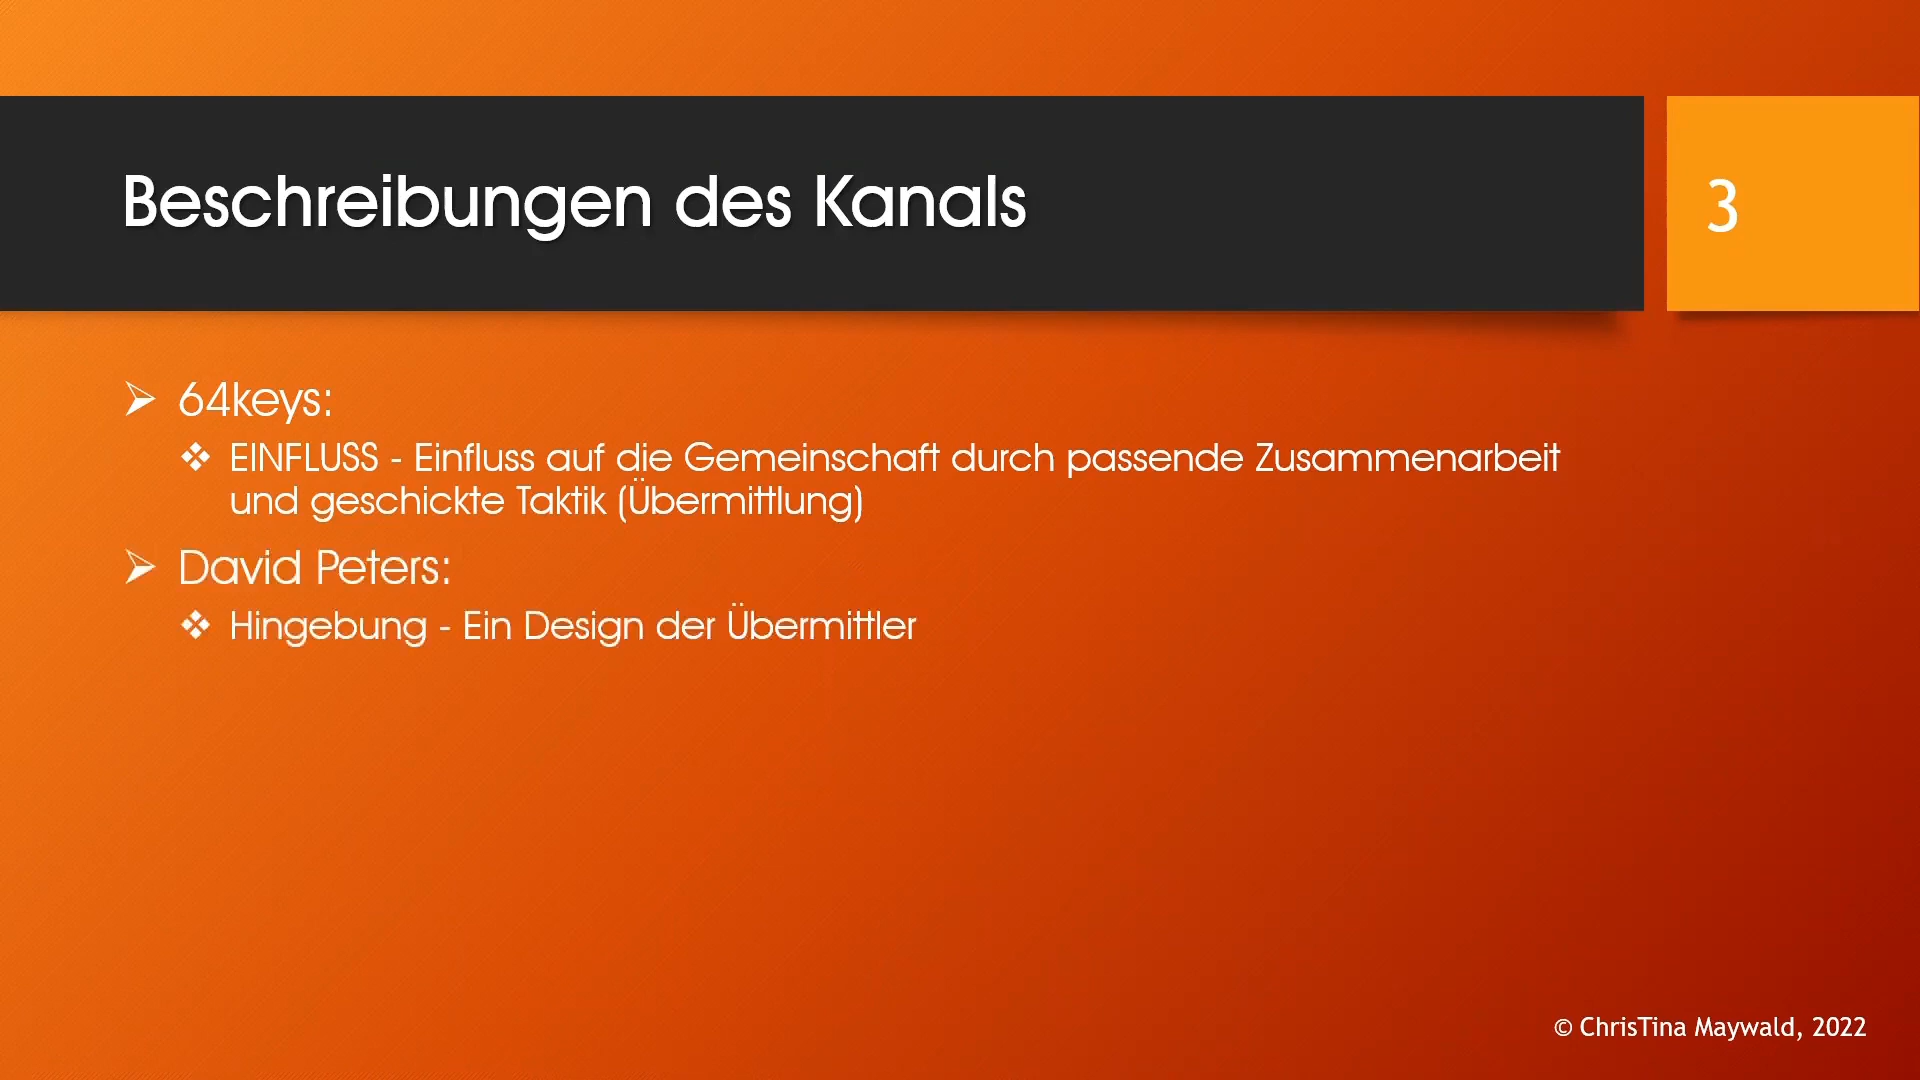 Beschreibungen des Kanals
3
64keys:
EINFLUSS - Einfluss auf die Gemeinschaft durch passende Zusammenarbeit
und geschickte Taktik (Übermittlung)
David Peters:
Hingebung - Ein Design der Übermittler
© ChrisTina Maywald, 2022